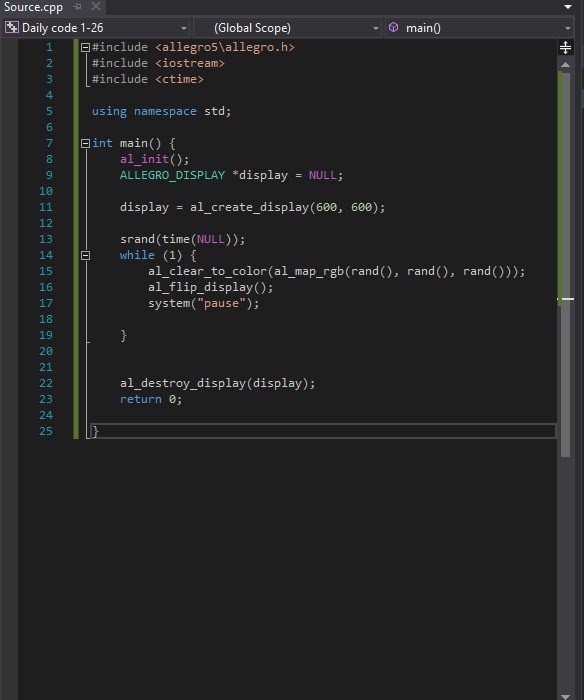 Source.cpp
Daily code 1-26 (Global Scope) main()
1 #include <allegro5\allegro.h>
2 #include <iostream>
3 #include <ctime>
4
5 using namespace std;
6
7 int main() {
8 al_init();
9 ALLEGRO_DISPLAY *display = NULL;
10
11 display = al_create_display(600, 600);
12
13 srand(time(NULL));
14 while (1) {
15 al_clear_to_color(al_map_rgb(rand(), rand(), rand()));
16 al_flip_display();
17 system("pause");
18
19 }
20
21
22 al_destroy_display(display);
23 return 0;
24
25 }